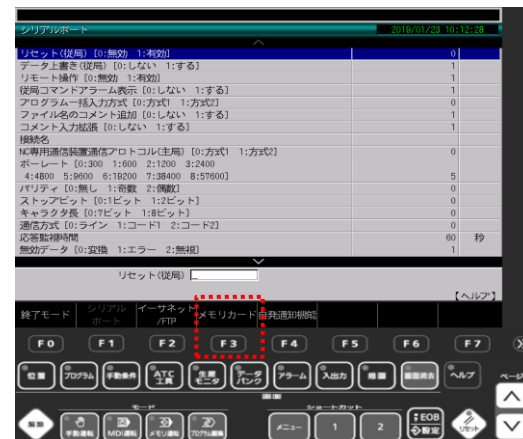 シリアルポート 2019/01/23 10:12:28
リセット(従局) [0:無効 1:有効] 0
データ上書き(従局) [0:しない 1:する] 1
リモート操作 [0:無効 1:有効] 1
従局コマンドアラーム表示 [0:しない 1:する] 1
プログラム一括入力方式 [0:方式1 1:方式2] 0
ファイル名のコメント追加 [0:しない 1:する] 1
コメント入力拡張 [0:しない 1:する] 1
接続名
NC専用通信装置通信プロトコル(主局) [0:方式1 1:方式2] 0
ボーレート [0:300 1:600 2:1200 3:2400
4:4800 5:9600 6:19200 7:38400 8:57600] 5
パリティ [0:無し 1:奇数 2:偶数] 0
ストップビット [0:1ビット 1:2ビット] 0
キャラクタ長 [0:7ビット 1:8ビット] 0
通信方式 [0:ライン 1:コード1 2:コード2] 0
応答監視時間 60 秒
無効データ [0:変換 1:エラー 2:無視] 1
リセット(従局)
【ヘルプ】
終了モード シリアルポート イーサネット/FTP メモリカード 自発通知機能
F0 F1 F2 F3 F4 F5 F6 F7
位置 プログラム 手動条件 ATC工具 生産モニタ データバンク アラーム 入出力 画面消去 ヘルプ ページ
画面
モード ショートカット
解除 手動運転 MDI運転 メモリ運転 プログラム編集 メニュー 1 2 EOB 設定 リセット